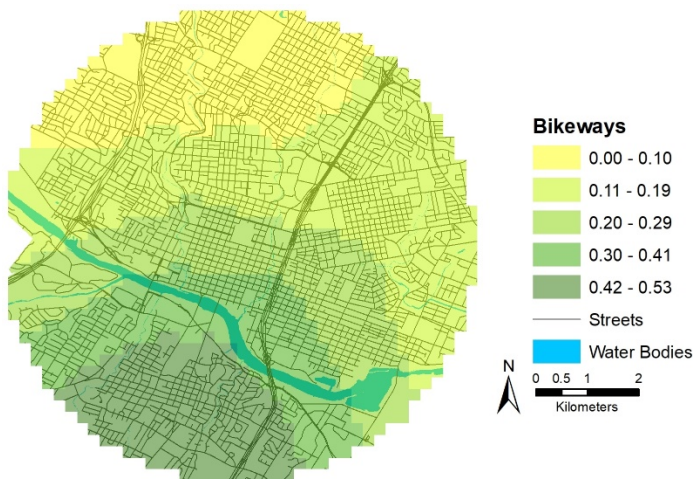 Bikeways
0.00 - 0.10
0.11 - 0.19
0.20 - 0.29
0.30 - 0.41
0.42 - 0.53
Streets
Water Bodies
N
0 0.5 1 2
Kilometers